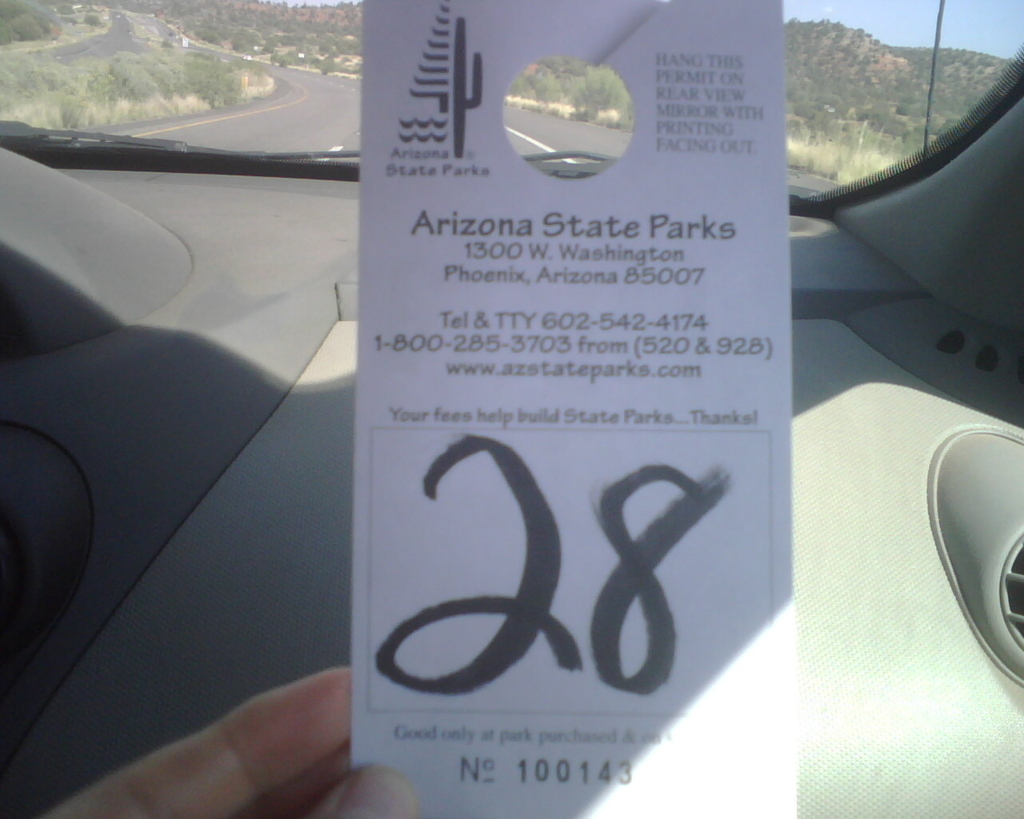 Arizona ®
State Parks
HANG THIS
PERMIT ON
REAR VIEW
MIRROR WITH
PRINTING
FACING OUT.
Arizona State Parks
1300 W. Washington
Phoenix, Arizona 85007
Tel & TTY 602-542-4174
1-800-285-3703 from (520 & 928)
www.azstateparks.com
Your fees help build State Parks...Thanks!
28
Good only at park purchased &
Nº 100143